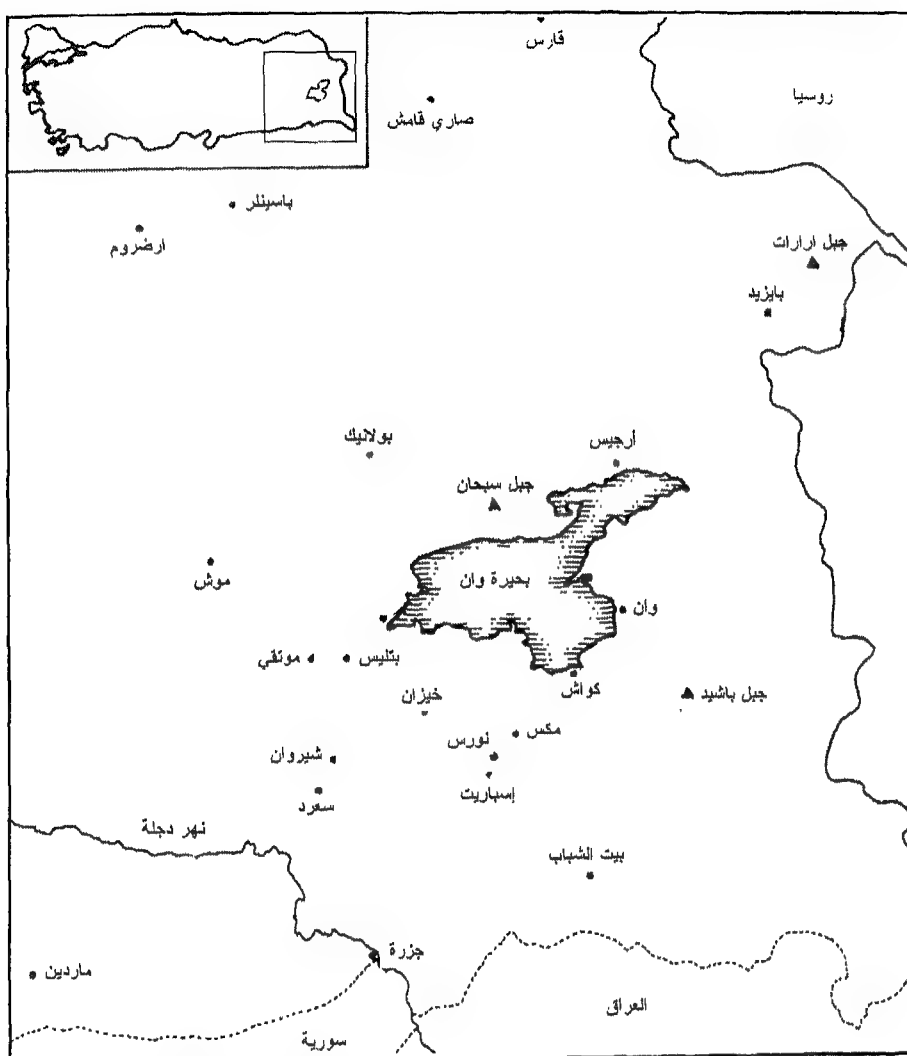 قارس
روسيا
صاري قامش
باسينلر
ارضروم
جبل ارارات
بايزيد
بولانيك
أرجيس
جبل سبحان
موش
بحيرة وان
وان
موتقي
بتليس
كواش
جبل باشيد
خيزان
مكس
نورس
شيروان
إسباريت
سعرد
نهر دجلة
بيت الشباب
جزرة
ماردين
العراق
سورية